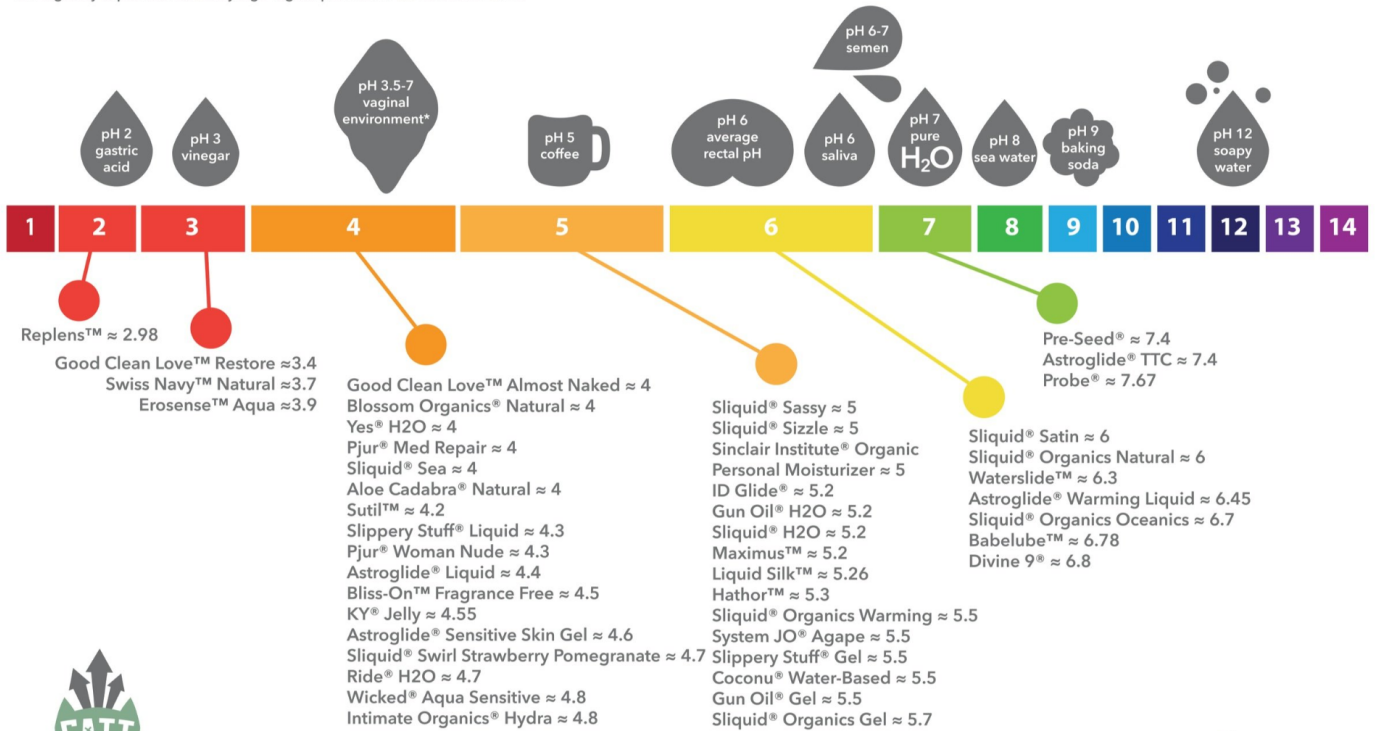 pH 2
gastric
acid
pH 3
vinegar
pH 3.5-7
vaginal
environment*
pH 5
coffee
pH 6
average
rectal pH
pH 6-7
semen
pH 6
saliva
pH 7
pure
H₂O
pH 8
sea water
pH 9
baking
soda
pH 12
soapy
water
1 2 3 4 5 6 7 8 9 10 11 12 13 14
Replens™ ≈ 2.98
Good Clean Love™ Restore ≈3.4
Swiss Navy™ Natural ≈3.7
Erosense™ Aqua ≈3.9
Good Clean Love™ Almost Naked ≈ 4
Blossom Organics® Natural ≈ 4
Yes® H2O ≈ 4
Pjur® Med Repair ≈ 4
Sliquid® Sea ≈ 4
Aloe Cadabra® Natural ≈ 4
Sutil™ ≈ 4.2
Slippery Stuff® Liquid ≈ 4.3
Pjur® Woman Nude ≈ 4.3
Astroglide® Liquid ≈ 4.4
Bliss-On™ Fragrance Free ≈ 4.5
KY® Jelly ≈ 4.55
Astroglide® Sensitive Skin Gel ≈ 4.6
Sliquid® Swirl Strawberry Pomegranate ≈ 4.7
Ride® H2O ≈ 4.7
Wicked® Aqua Sensitive ≈ 4.8
Intimate Organics® Hydra ≈ 4.8
Sliquid® Sassy ≈ 5
Sliquid® Sizzle ≈ 5
Sinclair Institute® Organic
Personal Moisturizer ≈ 5
ID Glide® ≈ 5.2
Gun Oil® H2O ≈ 5.2
Sliquid® H2O ≈ 5.2
Maximus™ ≈ 5.2
Liquid Silk™ ≈ 5.26
Hathor™ ≈ 5.3
Sliquid® Organics Warming ≈ 5.5
System JO® Agape ≈ 5.5
Slippery Stuff® Gel ≈ 5.5
Coconu® Water-Based ≈ 5.5
Gun Oil® Gel ≈ 5.5
Sliquid® Organics Gel ≈ 5.7
Sliquid® Satin ≈ 6
Sliquid® Organics Natural ≈ 6
Waterslide™ ≈ 6.3
Astroglide® Warming Liquid ≈ 6.45
Sliquid® Organics Oceanics ≈ 6.7
Babelube™ ≈ 6.78
Divine 9® ≈ 6.8
Pre-Seed® ≈ 7.4
Astroglide® TTC ≈ 7.4
Probe® ≈ 7.67